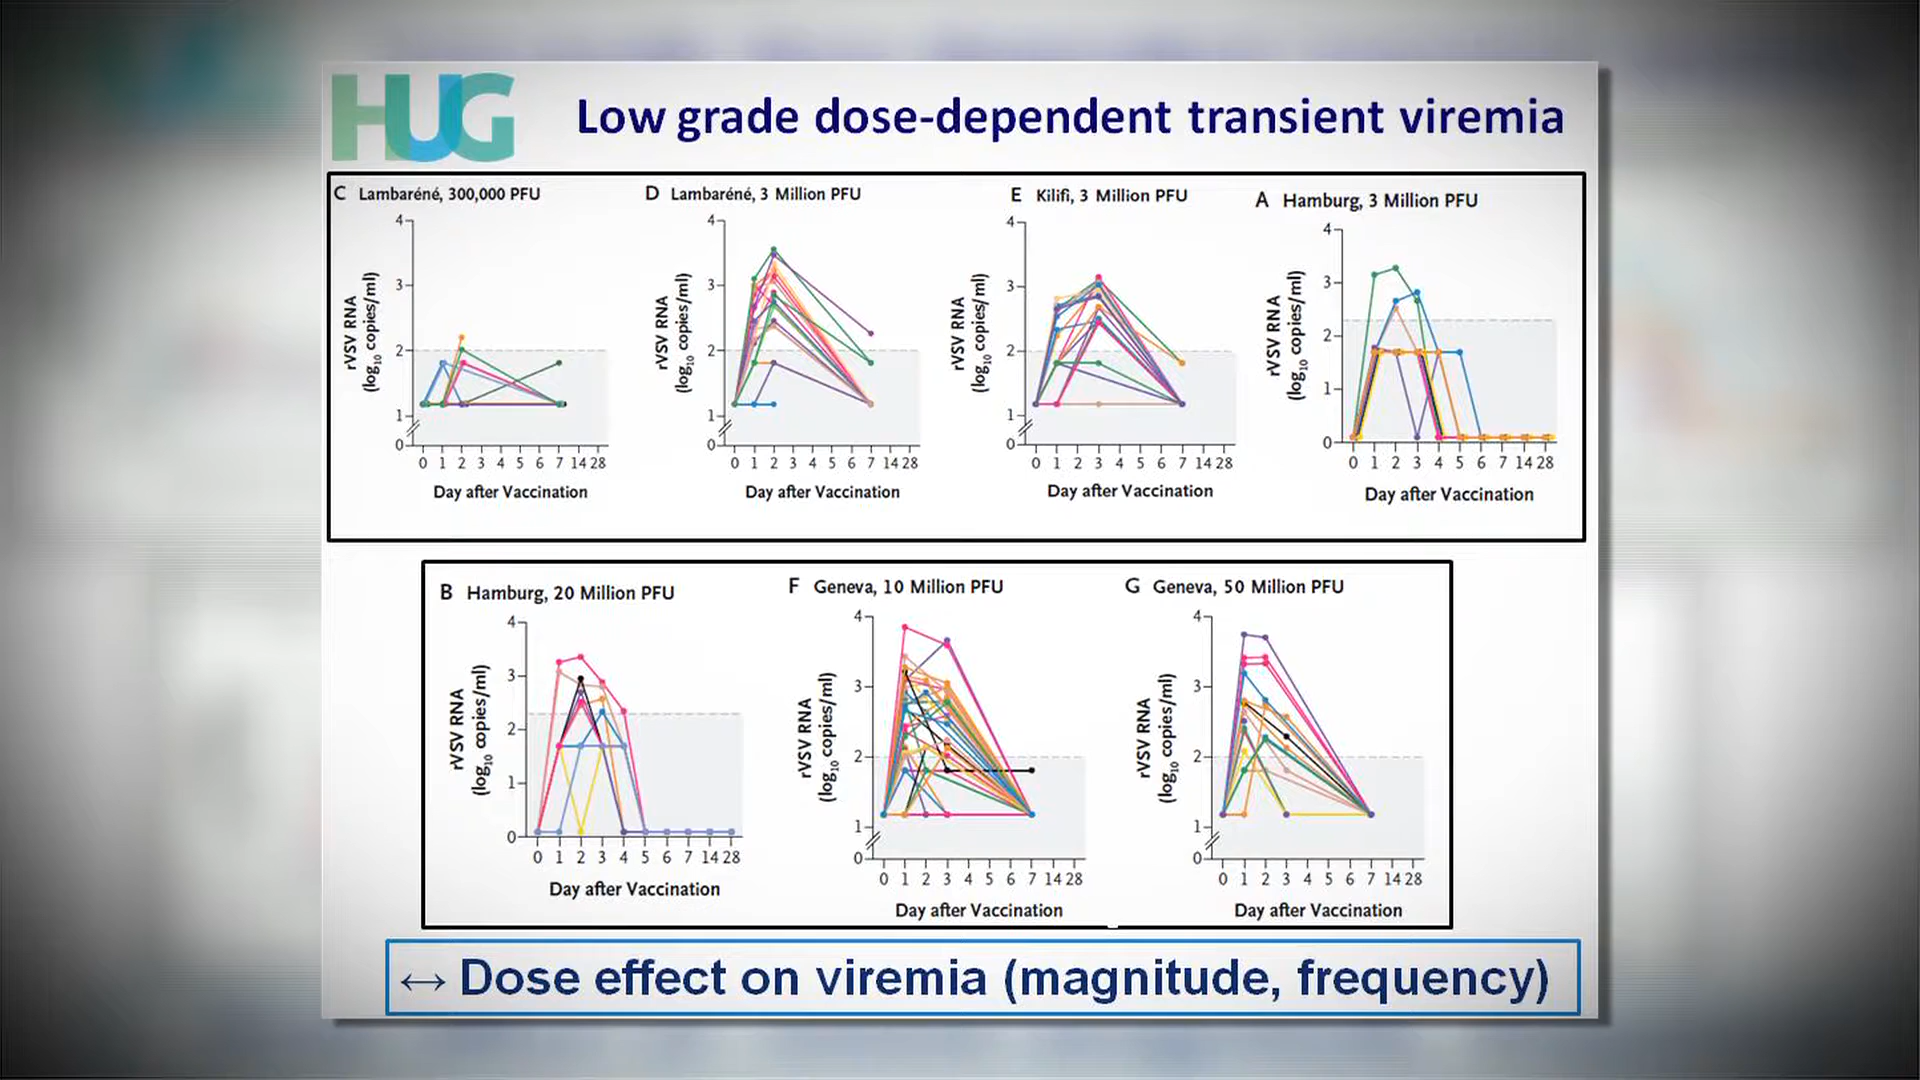 HUG
Low grade dose-dependent transient viremia
C Lambaréné, 300,000 PFU
rVSV RNA
(log10 copies/ml)
4
3
2
1
0
0 1 2 3 4 5 6 7 14 28
Day after Vaccination
D Lambaréné, 3 Million PFU
rVSV RNA
(log10 copies/ml)
4
3
2
1
0
0 1 2 3 4 5 6 7 14 28
Day after Vaccination
E Kilifi, 3 Million PFU
rVSV RNA
(log10 copies/ml)
4
3
2
1
0
0 1 2 3 4 5 6 7 14 28
Day after Vaccination
A Hamburg, 3 Million PFU
rVSV RNA
(log10 copies/ml)
4
3
2
1
0
0 1 2 3 4 5 6 7 14 28
Day after Vaccination
B Hamburg, 20 Million PFU
rVSV RNA
(log10 copies/ml)
4
3
2
1
0
0 1 2 3 4 5 6 7 14 28
Day after Vaccination
F Geneva, 10 Million PFU
rVSV RNA
(log10 copies/ml)
4
3
2
1
0
0 1 2 3 4 5 6 7 14 28
Day after Vaccination
G Geneva, 50 Million PFU
rVSV RNA
(log10 copies/ml)
4
3
2
1
0
0 1 2 3 4 5 6 7 14 28
Day after Vaccination
↔ Dose effect on viremia (magnitude, frequency)